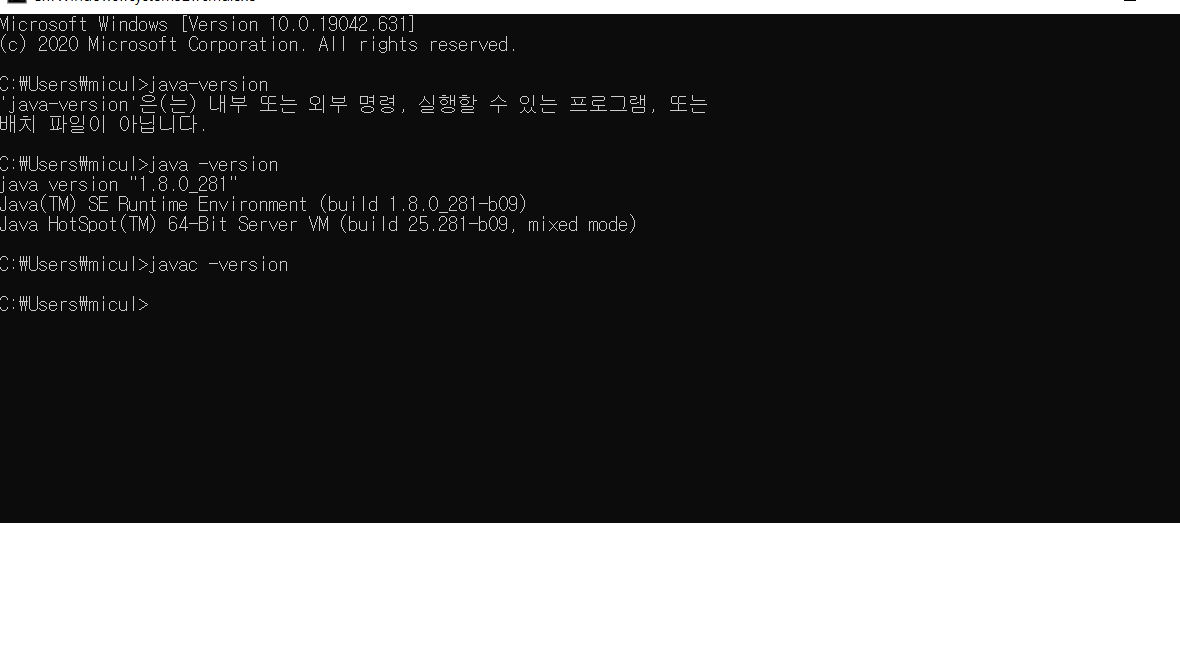 Microsoft Windows [Version 10.0.19042.631]
(c) 2020 Microsoft Corporation. All rights reserved.
C:₩Users₩micul>java-version
'java-version'은(는) 내부 또는 외부 명령, 실행할 수 있는 프로그램, 또는
배치 파일이 아닙니다.
C:₩Users₩micul>java -version
java version "1.8.0_281"
Java(TM) SE Runtime Environment (build 1.8.0_281-b09)
Java HotSpot(TM) 64-Bit Server VM (build 25.281-b09, mixed mode)
C:₩Users₩micul>javac -version
C:₩Users₩micul>